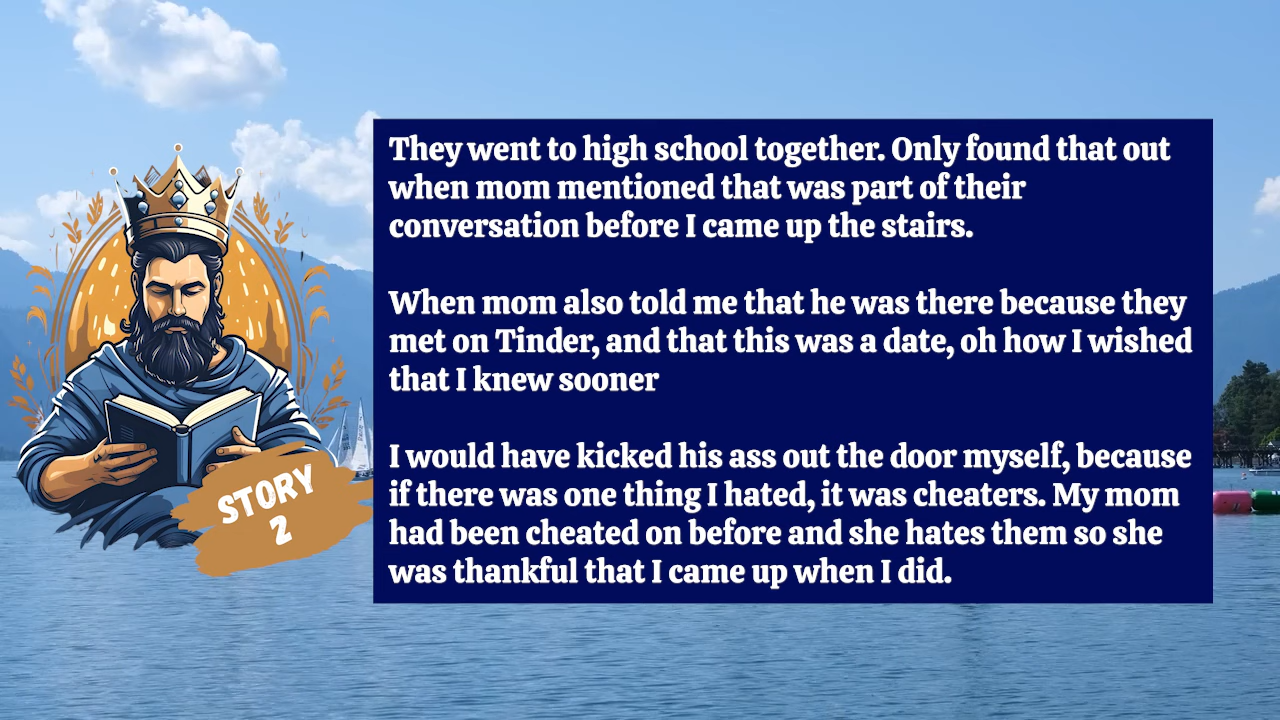 They went to high school together. Only found that out
when mom mentioned that was part of their
conversation before I came up the stairs.
When mom also told me that he was there because they
met on Tinder, and that this was a date, oh how I wished
that I knew sooner
I would have kicked his ass out the door myself, because
if there was one thing I hated, it was cheaters. My mom
had been cheated on before and she hates them so she
was thankful that I came up when I did.
STORY
2